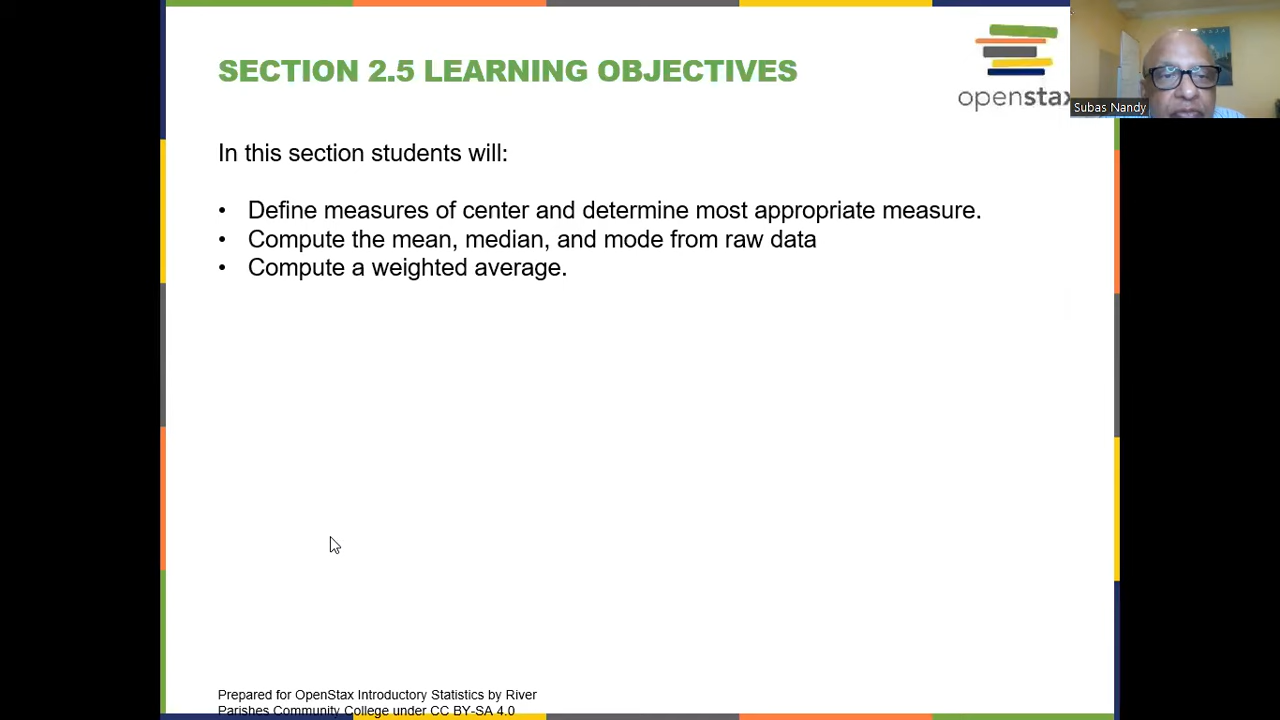 SECTION 2.5 LEARNING OBJECTIVES
openstax
Subas Nandy
In this section students will:
• Define measures of center and determine most appropriate measure.
• Compute the mean, median, and mode from raw data
• Compute a weighted average.
Prepared for OpenStax Introductory Statistics by River
Parishes Community College under CC BY-SA 4.0